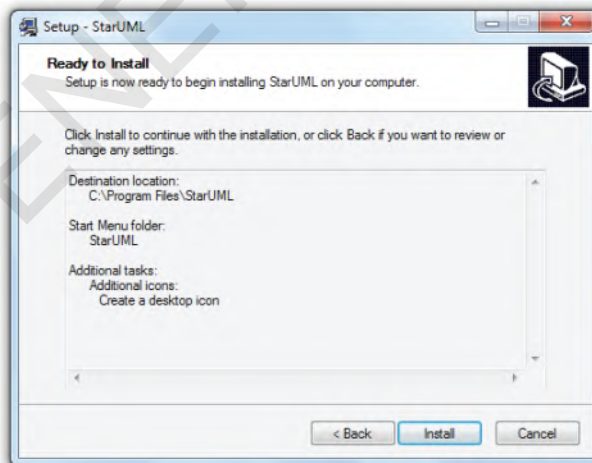 Setup - StarUML
Ready to Install
Setup is now ready to begin installing StarUML on your computer.
Click Install to continue with the installation, or click Back if you want to review or
change any settings.
Destination location:
C:\Program Files\StarUML
Start Menu folder:
StarUML
Additional tasks:
Additional icons:
Create a desktop icon
< Back
Install
Cancel